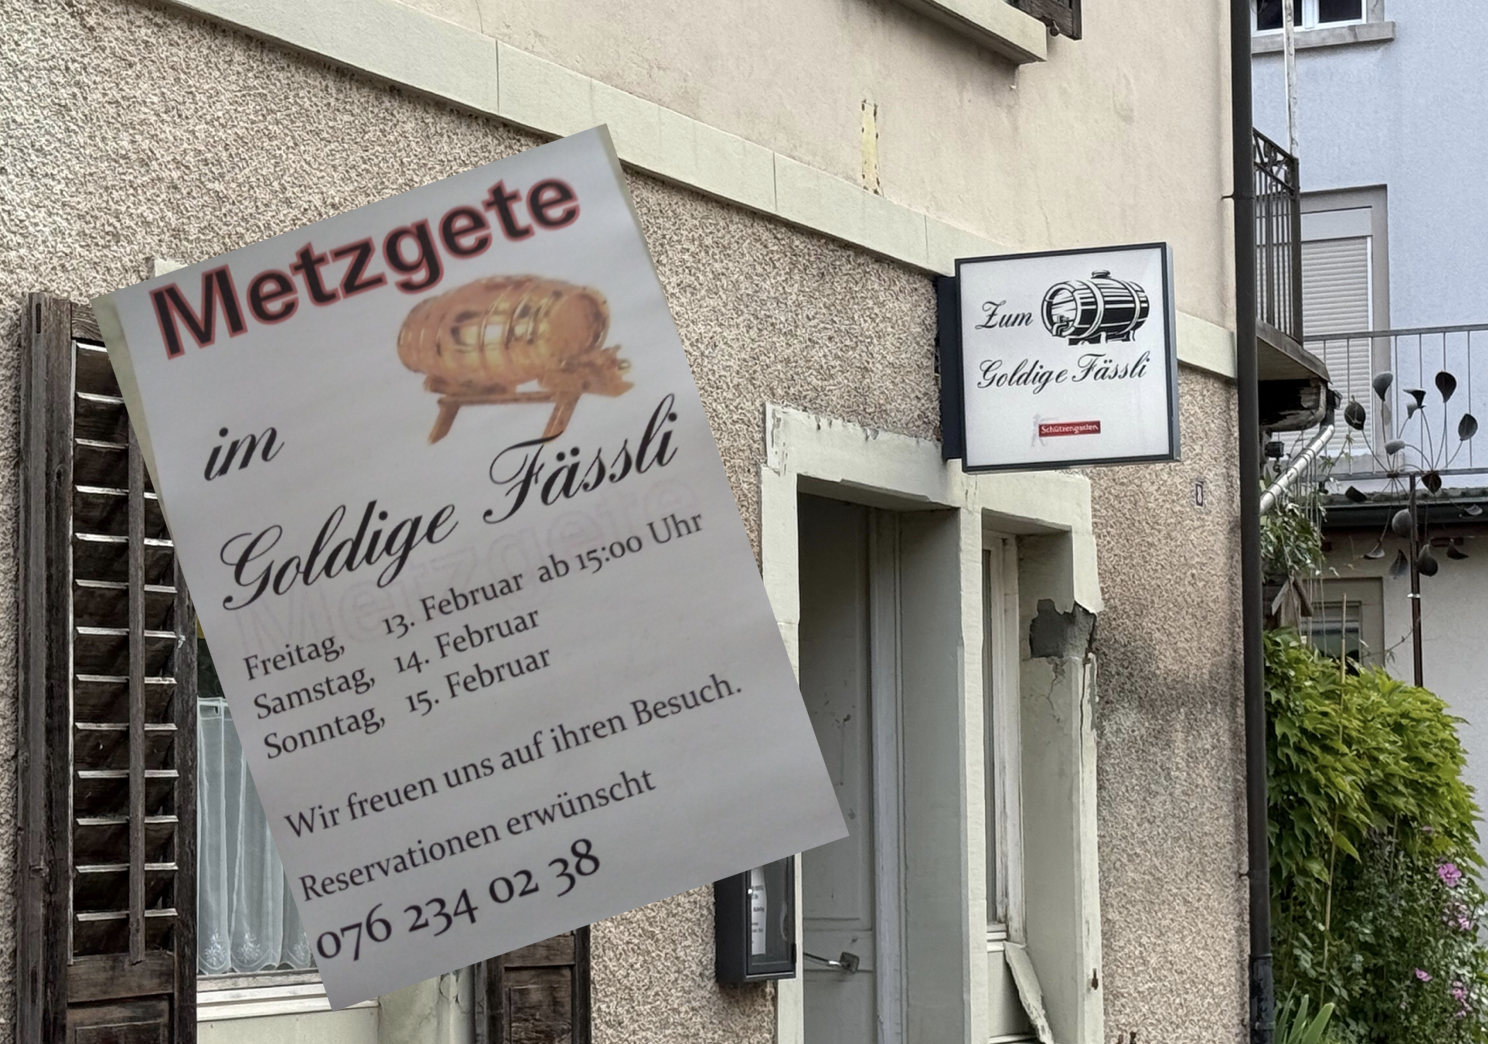 Metzgete
im
Goldige Fässli
Freitag, 13. Februar ab 15:00 Uhr
Samstag, 14. Februar
Sonntag, 15. Februar
Wir freuen uns auf ihren Besuch.
Reservationen erwünscht
076 234 02 38
Zum
Goldige Fässli
Schützengarten